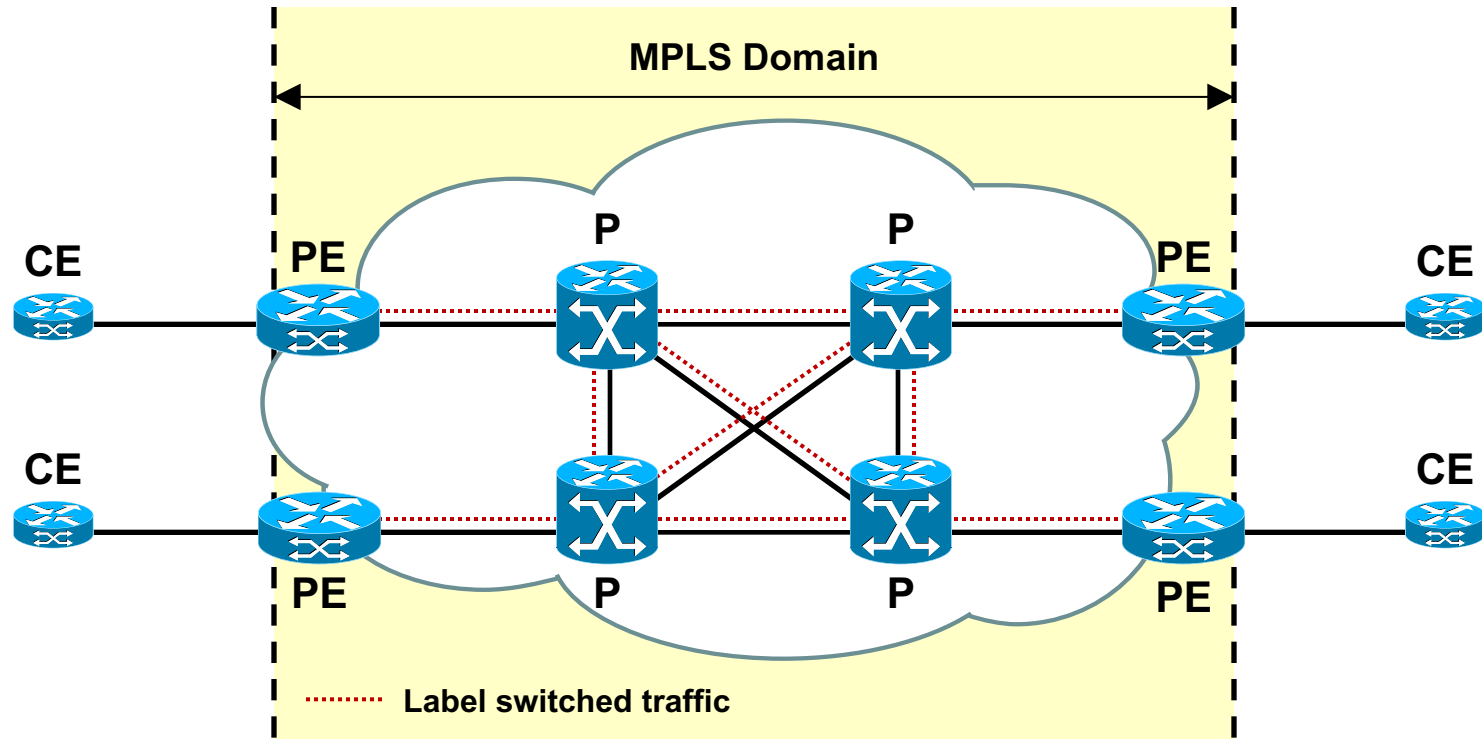 MPLS Domain
P P
CE PE PE CE
CE CE
PE P P PE
Label switched traffic